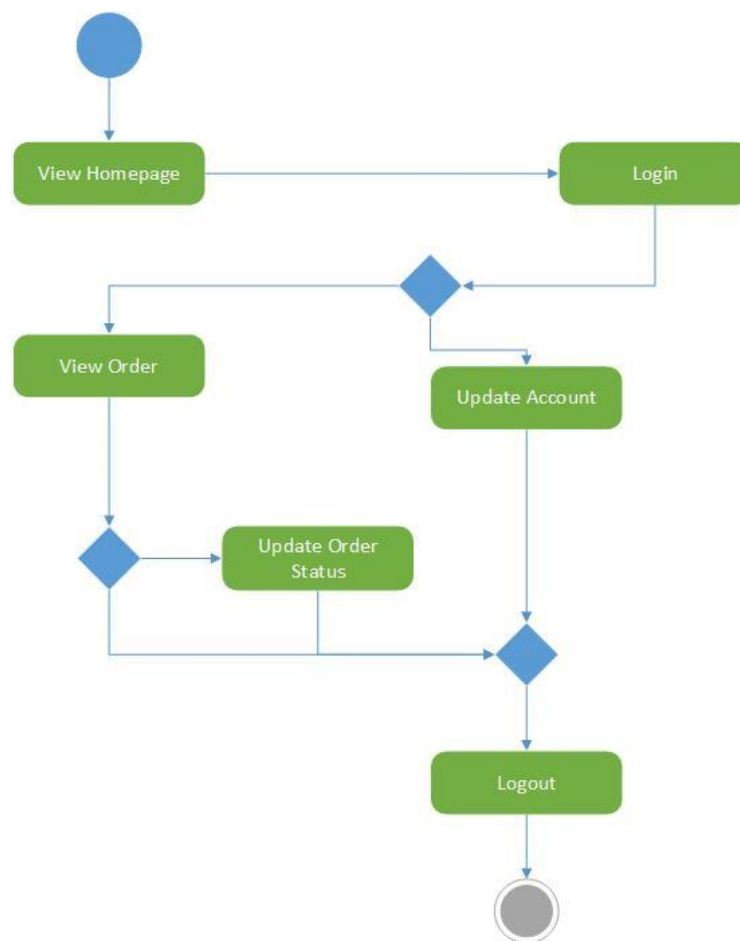 View Homepage
Login
View Order
Update Account
Update Order
Status
Logout